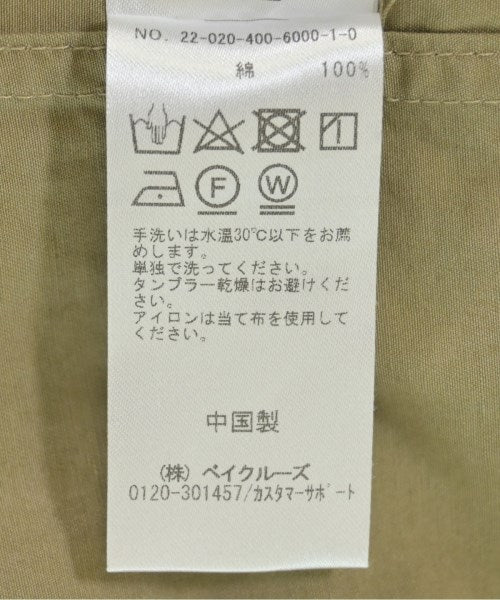 NO. 22-020-400-6000-1-0
綿 100%
F W
手洗いは水温30℃以下をお薦
めします。
単独で洗ってください。
タンブラー乾燥はお避けくだ
さい。
アイロンは当て布を使用して
ください。
中国製
(株) ベイクルーズ
0120-301457/カスタマーサポート